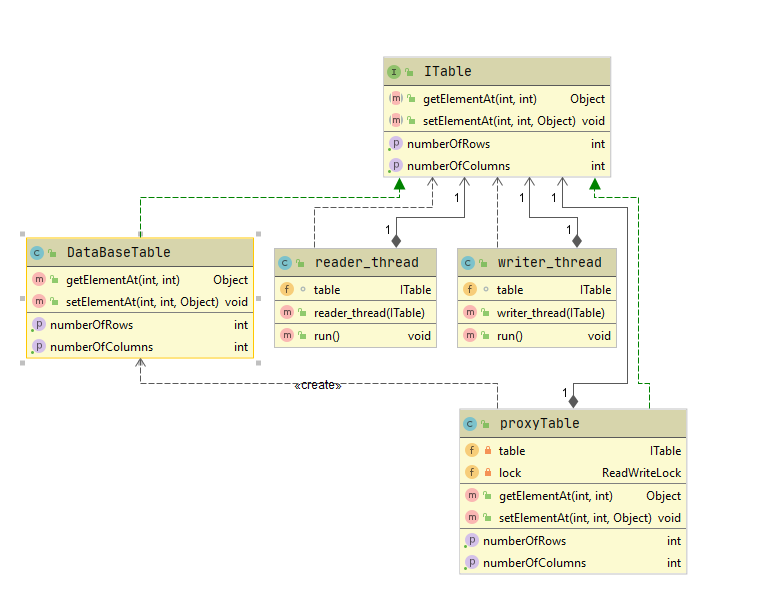 ITable
getElementAt(int, int) Object
setElementAt(int, int, Object) void
numberOfRows int
numberOfColumns int
1
1
1
1
1
DataBaseTable
getElementAt(int, int) Object
setElementAt(int, int, Object) void
numberOfRows int
numberOfColumns int
reader_thread
table ITable
reader_thread(ITable)
run() void
writer_thread
table ITable
writer_thread(ITable)
run() void
«create»
1
proxyTable
table ITable
lock ReadWriteLock
getElementAt(int, int) Object
setElementAt(int, int, Object) void
numberOfRows int
numberOfColumns int